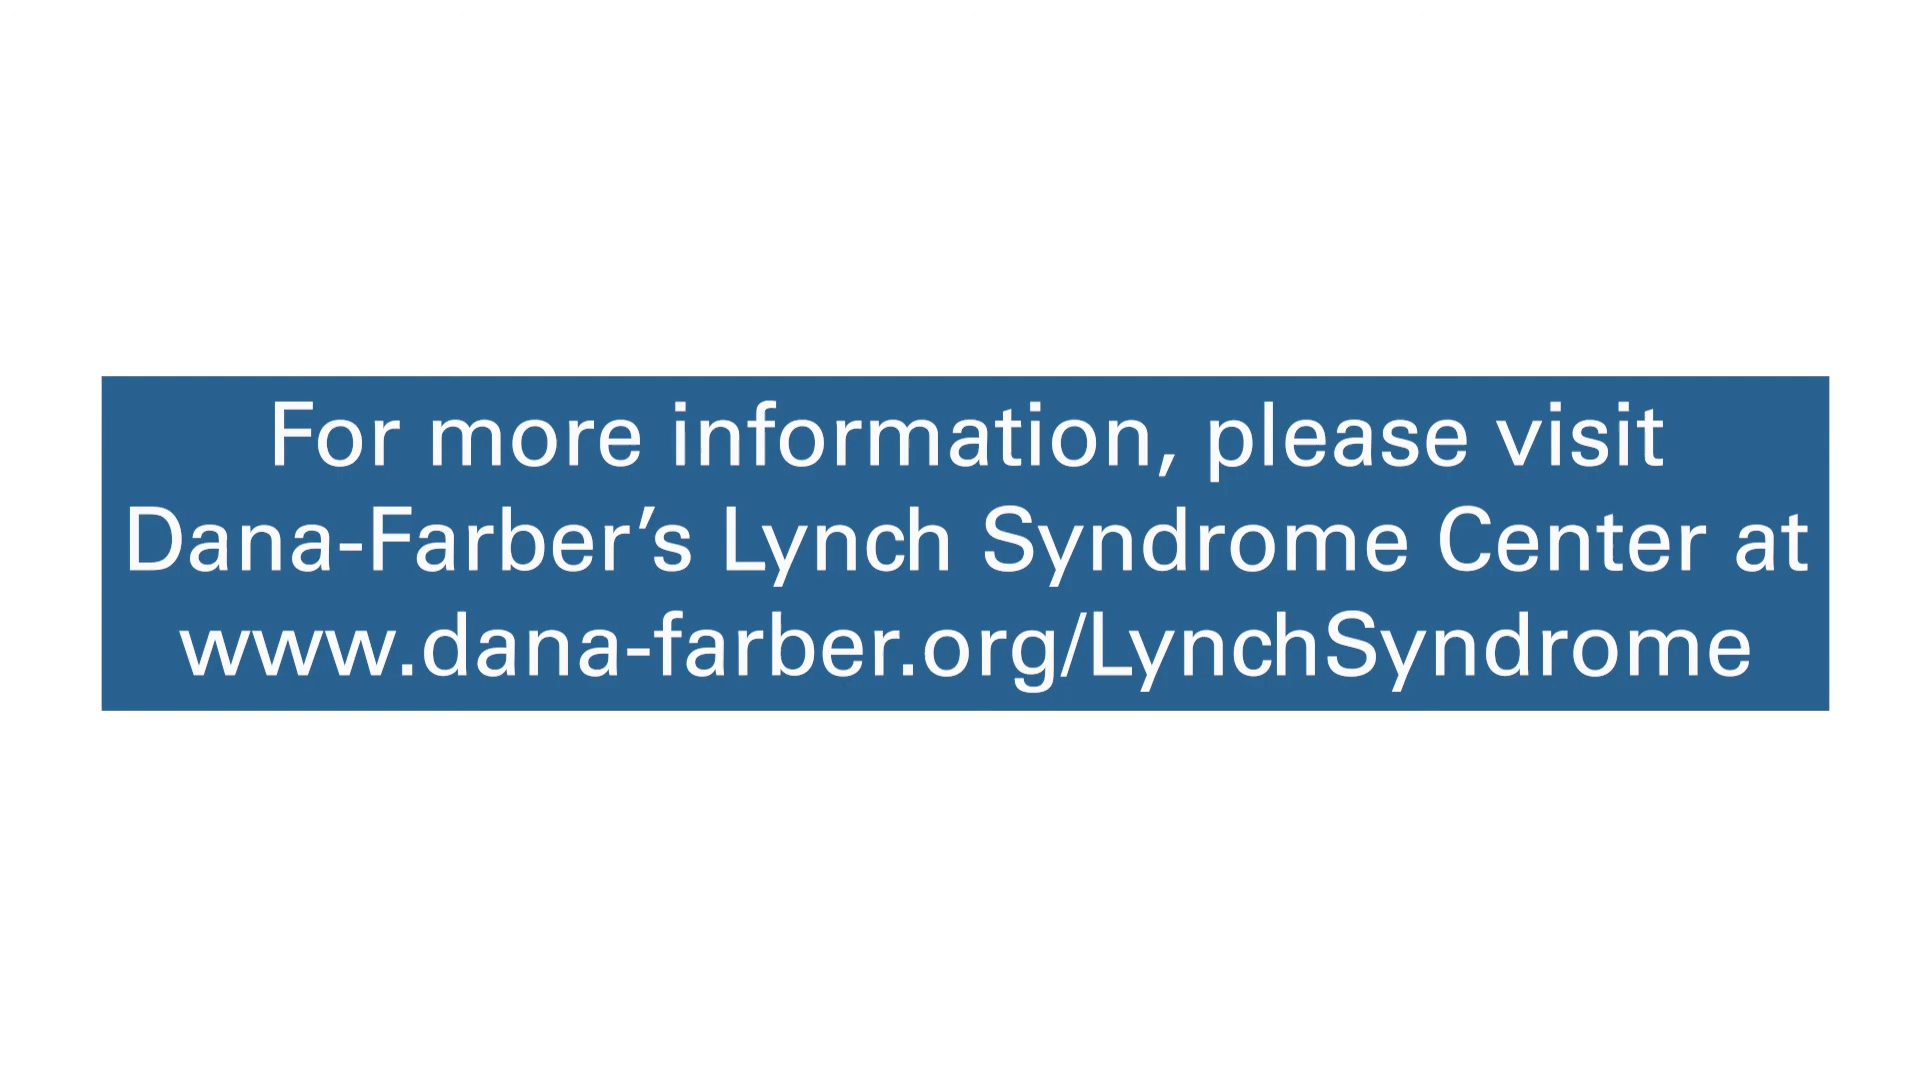 For more information, please visit
Dana-Farber’s Lynch Syndrome Center at
www.dana-farber.org/LynchSyndrome